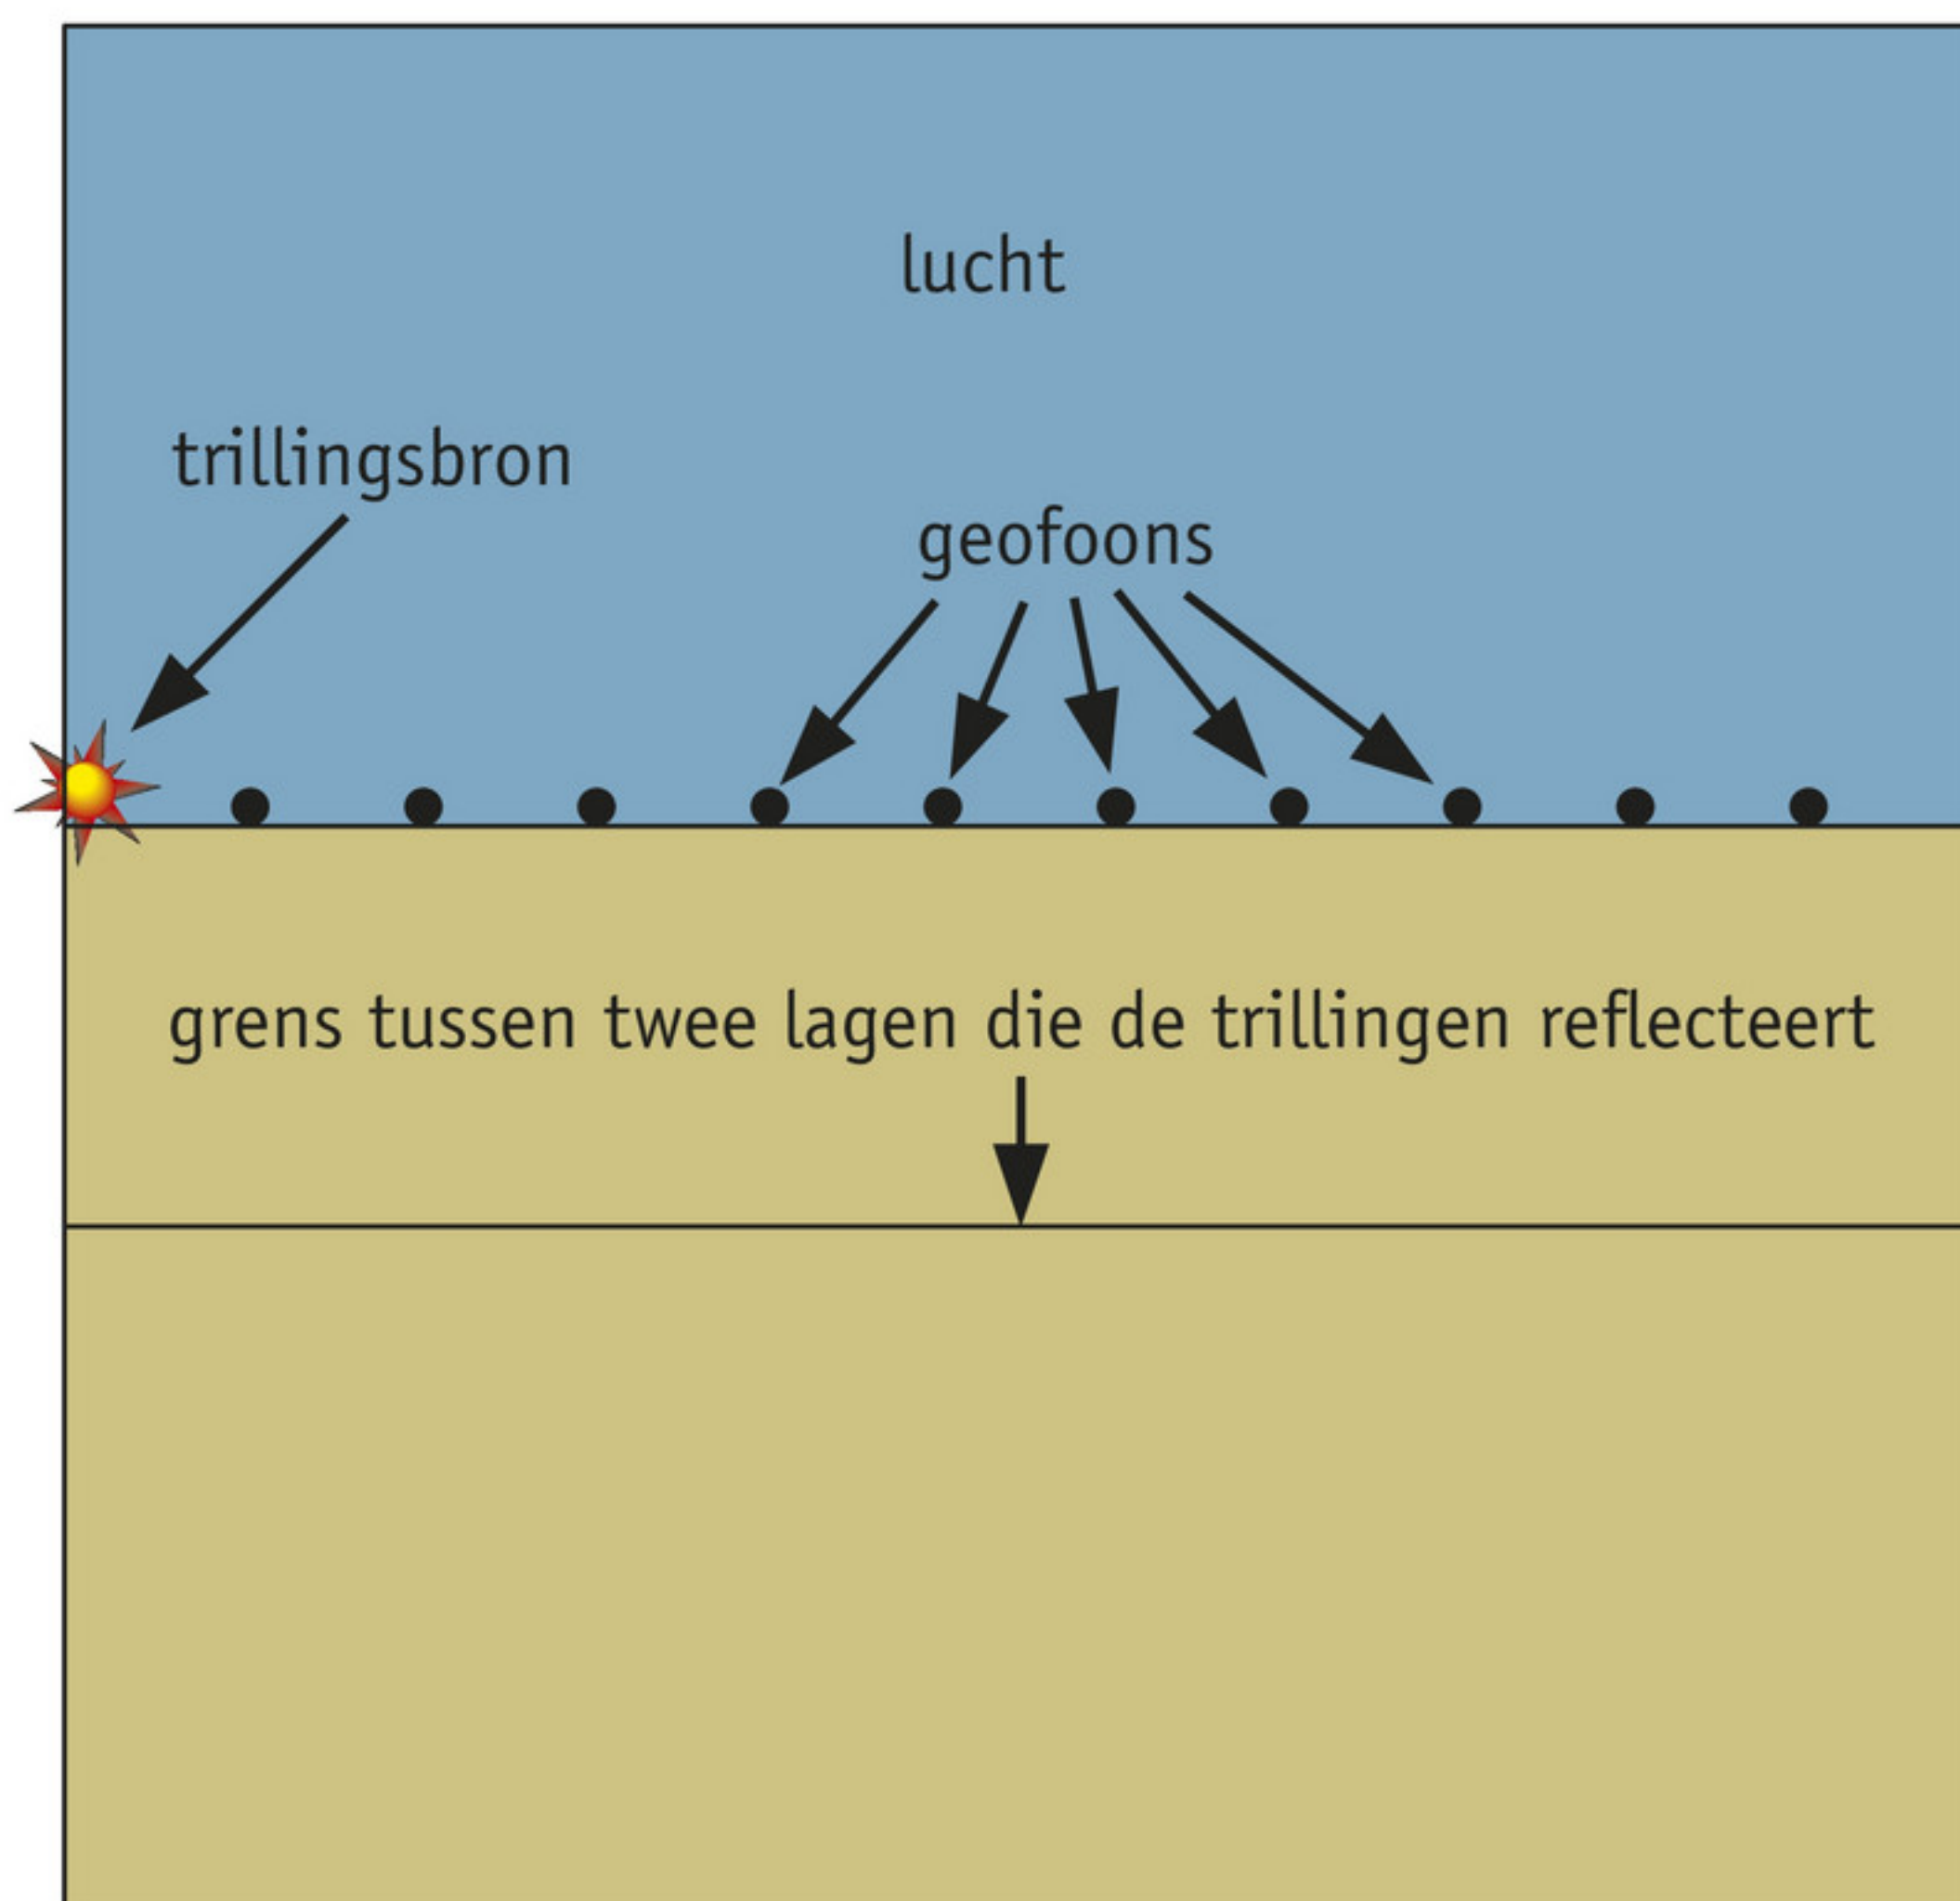 lucht
trillingsbron
geofoons
grens tussen twee lagen die de trillingen reflecteert